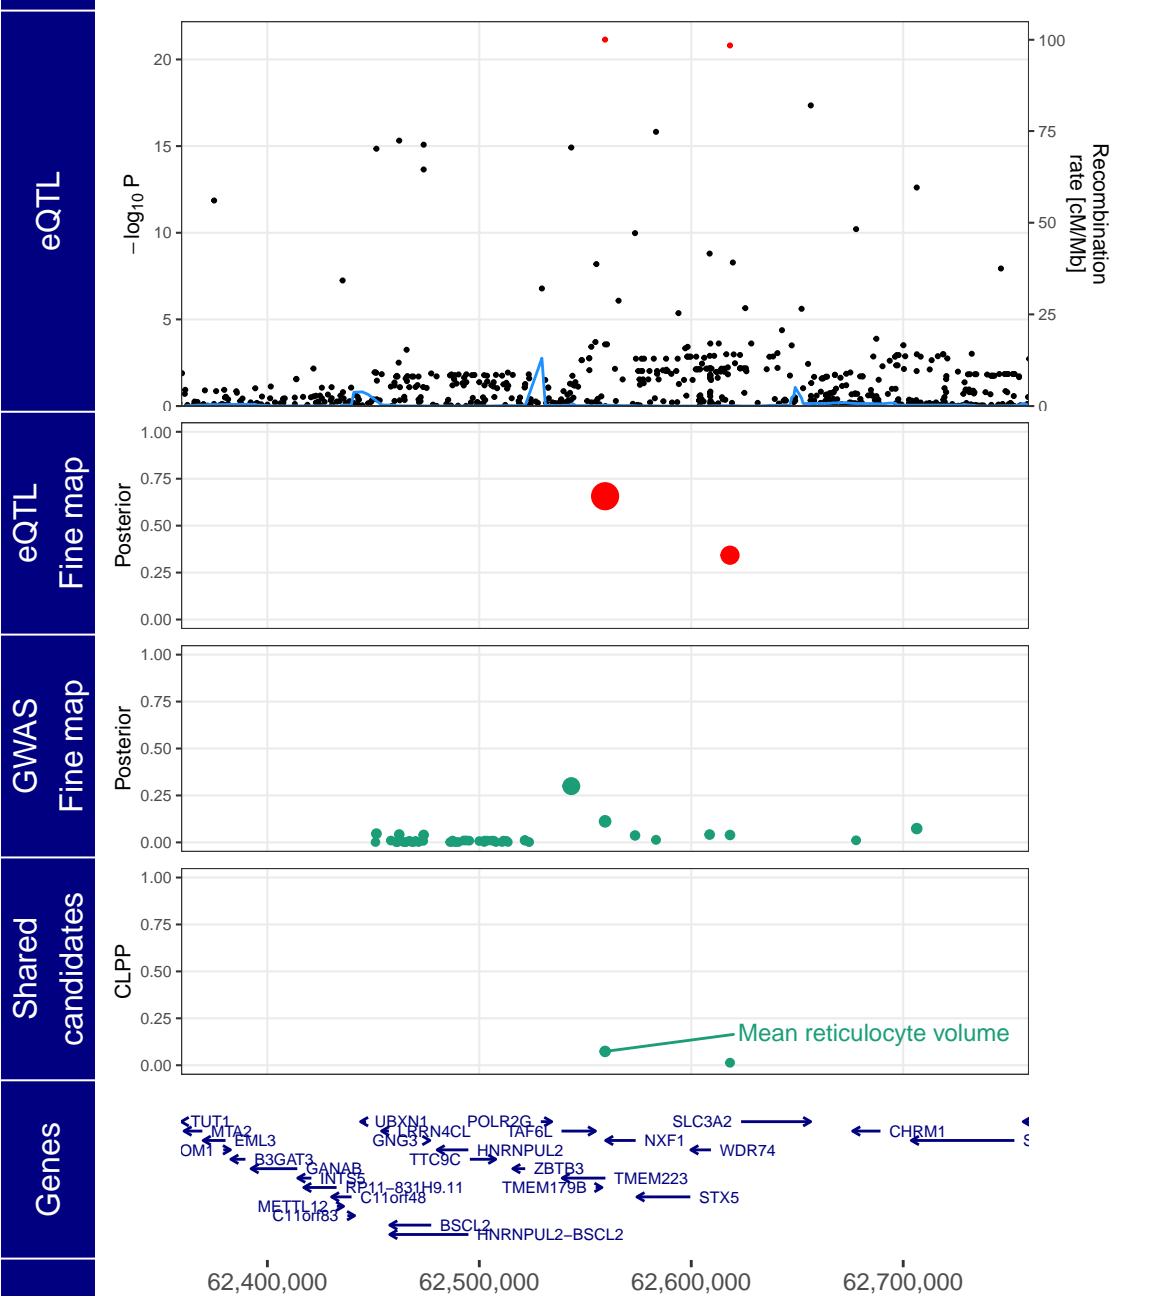 eQTL
−log10 P
20
15
10
5
0
100
75
50
25
0
Recombination
rate [cM/Mb]
eQTL
Fine map
Posterior
1.00
0.75
0.50
0.25
0.00
GWAS
Fine map
Posterior
1.00
0.75
0.50
0.25
0.00
Shared
candidates
CLPP
1.00
0.75
0.50
0.25
0.00
Mean reticulocyte volume
Genes
TUT1 UBXN1 POLR2G SLC3A2
MTA2 LRRN4CL TAF6L CHRM1
EML3 GNG3 NXF1 S
OM1 HNRNPUL2 WDR74
B3GAT3 TTC9C
GANAB ZBTB3
INTS5 TMEM223
RP11−831H9.11 TMEM179B
C11orf48 STX5
METTL12
C11orf83
BSCL2
HNRNPUL2−BSCL2
62,400,000 62,500,000 62,600,000 62,700,000